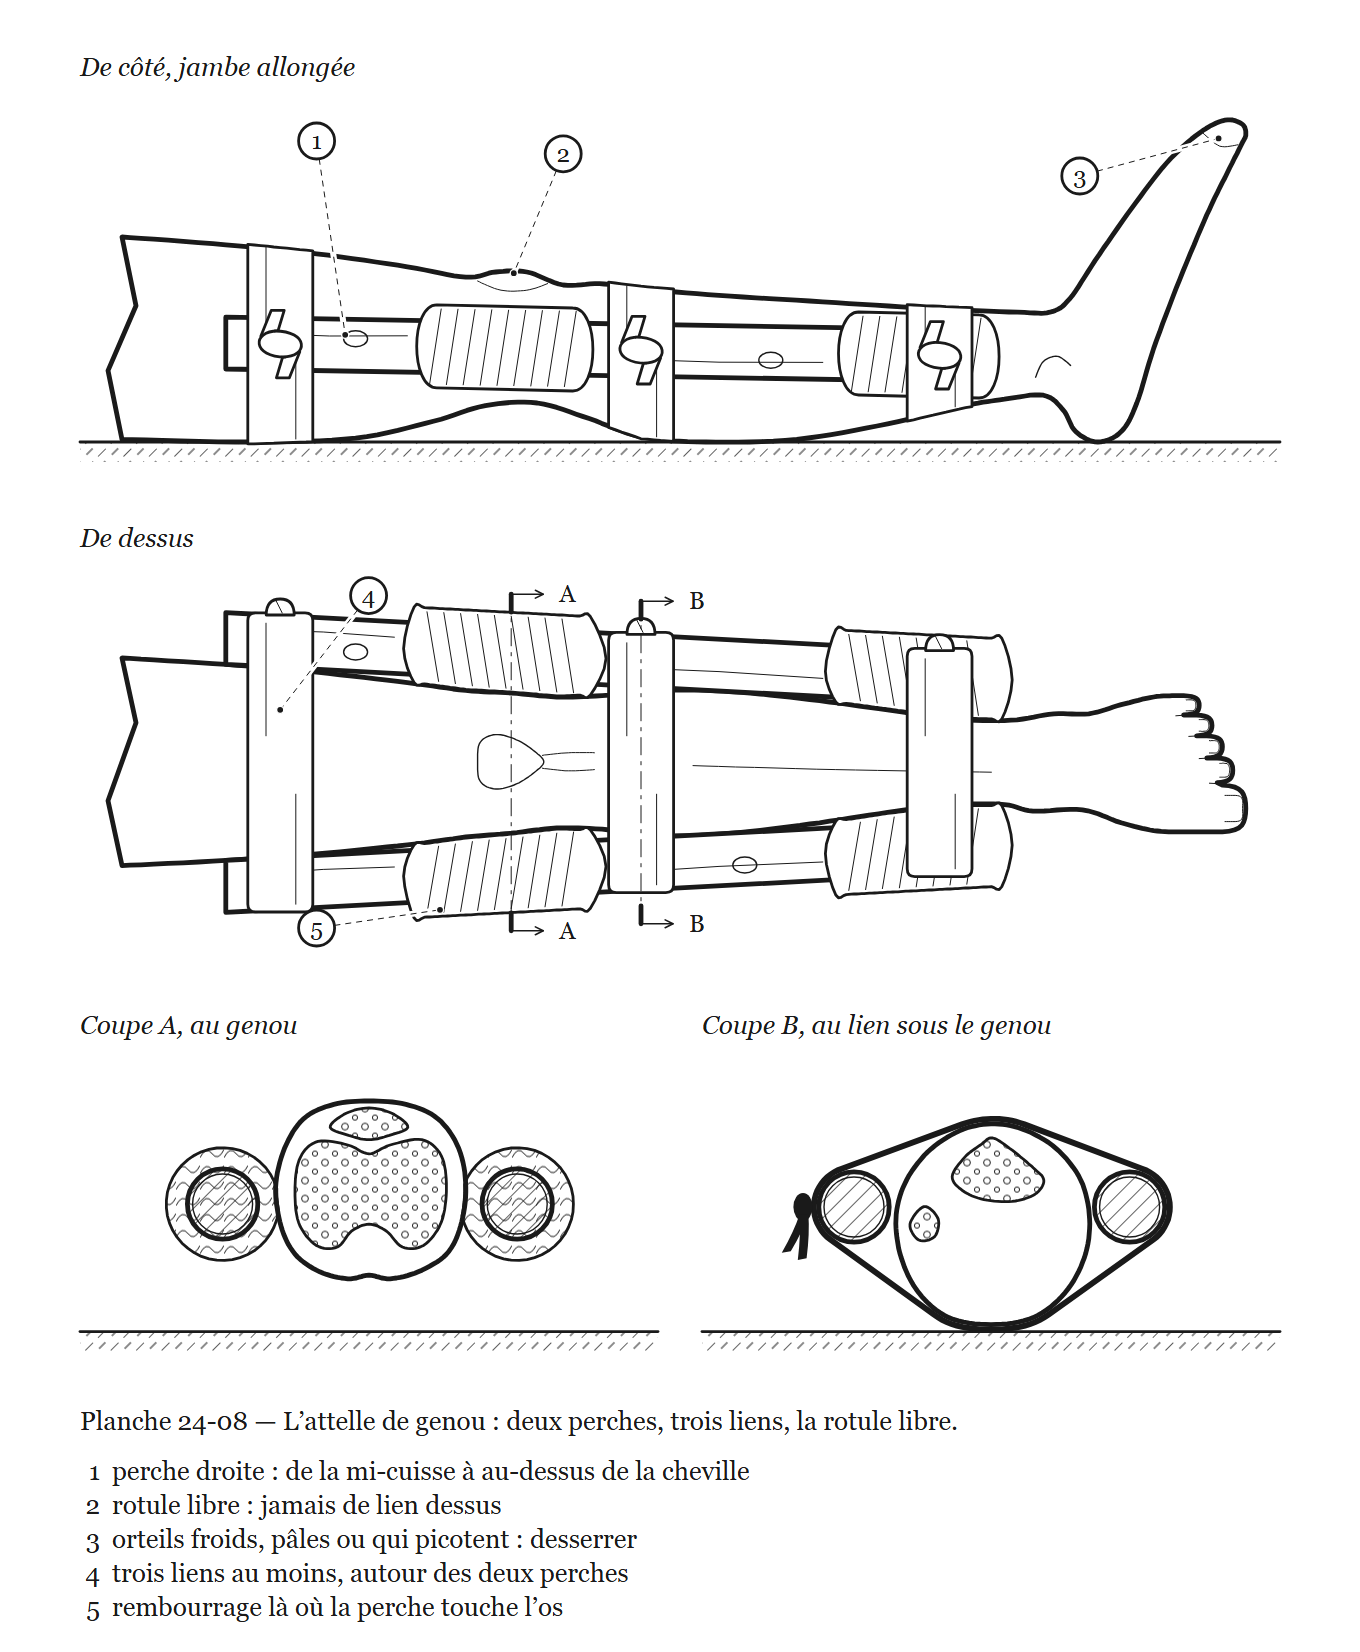 De côté, jambe allongée
1
2
3
De dessus
4
A
B
5
A
B
Coupe A, au genou
Coupe B, au lien sous le genou
Planche 24-08 — L’attelle de genou : deux perches, trois liens, la rotule libre.
1 perche droite : de la mi-cuisse à au-dessus de la cheville
2 rotule libre : jamais de lien dessus
3 orteils froids, pâles ou qui picotent : desserrer
4 trois liens au moins, autour des deux perches
5 rembourrage là où la perche touche l’os